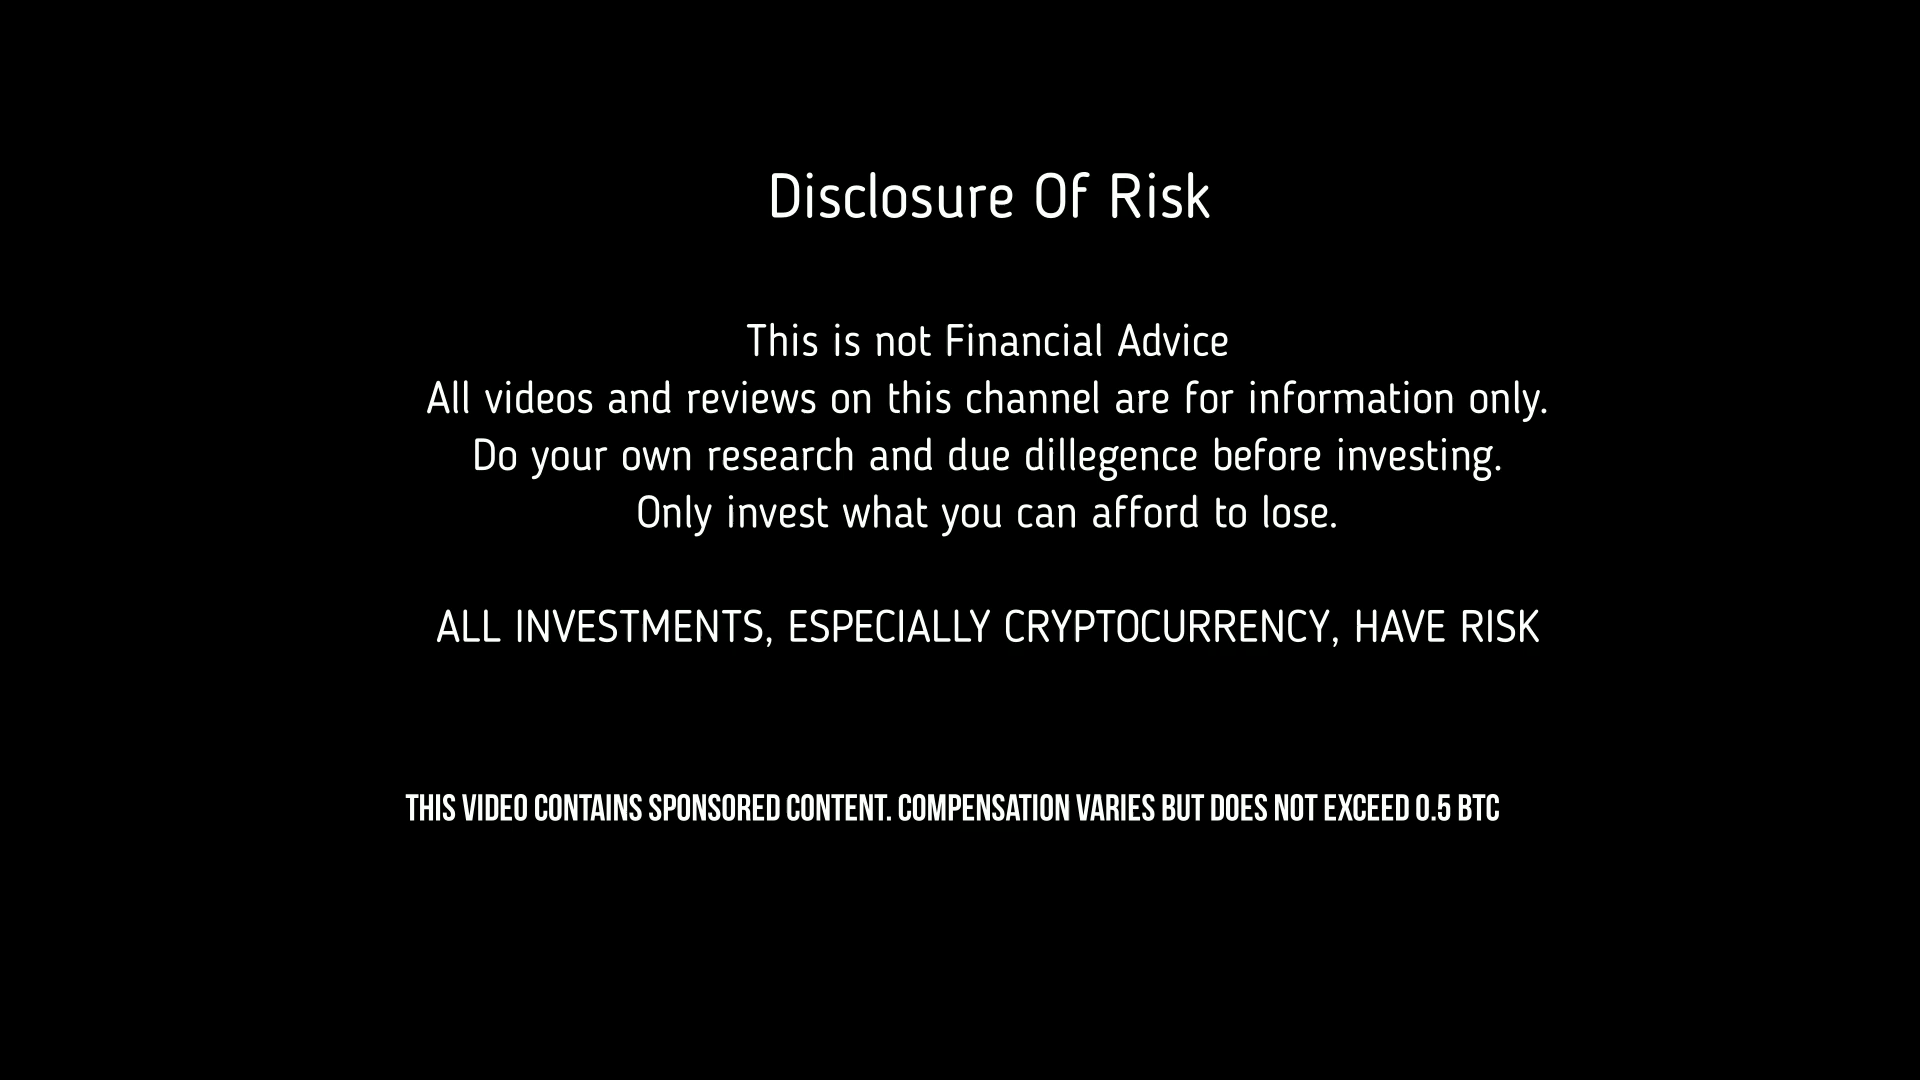 Disclosure Of Risk
This is not Financial Advice
All videos and reviews on this channel are for information only.
Do your own research and due dillegence before investing.
Only invest what you can afford to lose.
ALL INVESTMENTS, ESPECIALLY CRYPTOCURRENCY, HAVE RISK
THIS VIDEO CONTAINS SPONSORED CONTENT. COMPENSATION VARIES BUT DOES NOT EXCEED 0.5 BTC